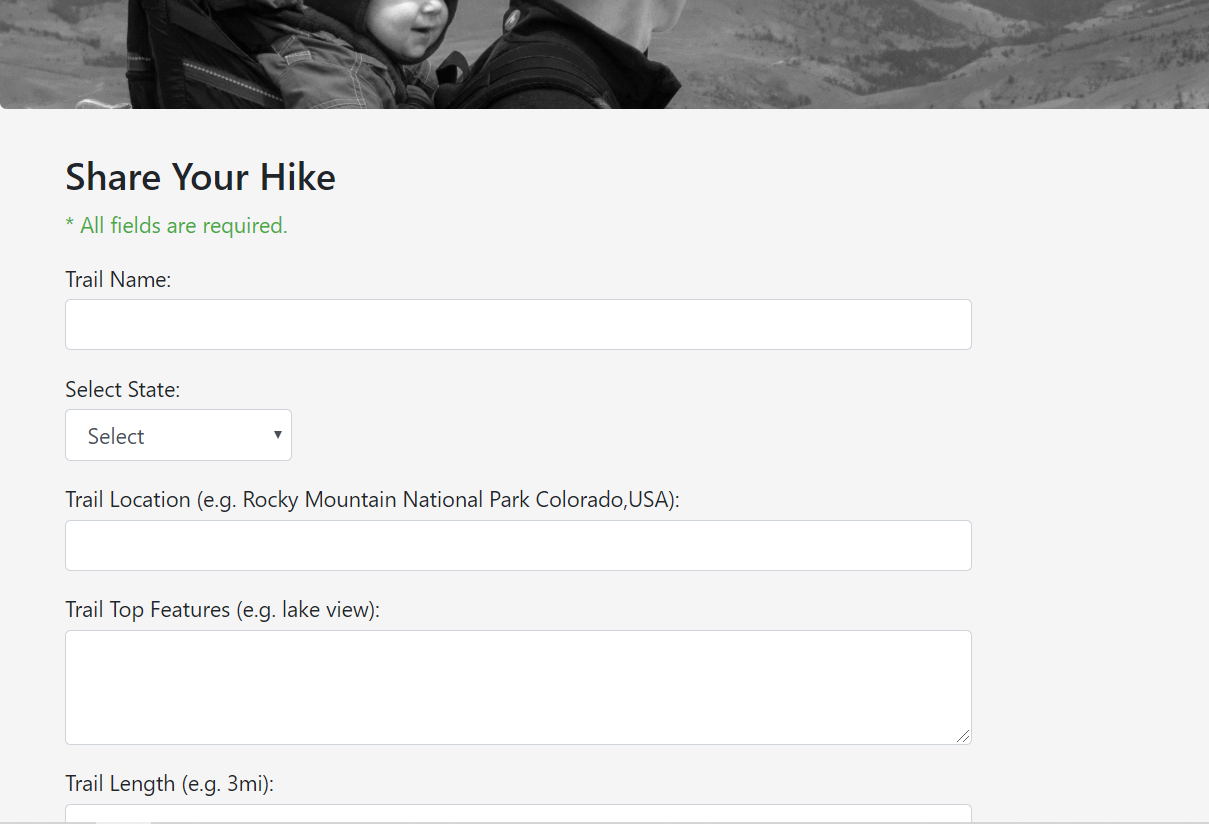 Share Your Hike
* All fields are required.
Trail Name:
Select State:
Select
Trail Location (e.g. Rocky Mountain National Park Colorado,USA):
Trail Top Features (e.g. lake view):
Trail Length (e.g. 3mi):